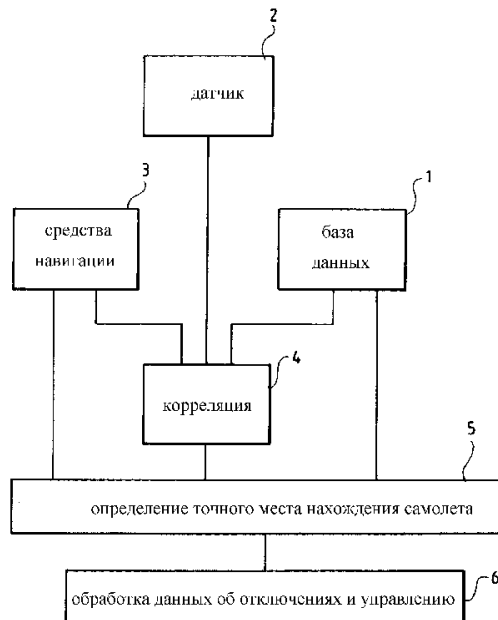 2
датчик
3
средства
навигации
1
база
данных
4
корреляция
5
определение точного места нахождения самолета
обработка данных об отключениях и управлению
6